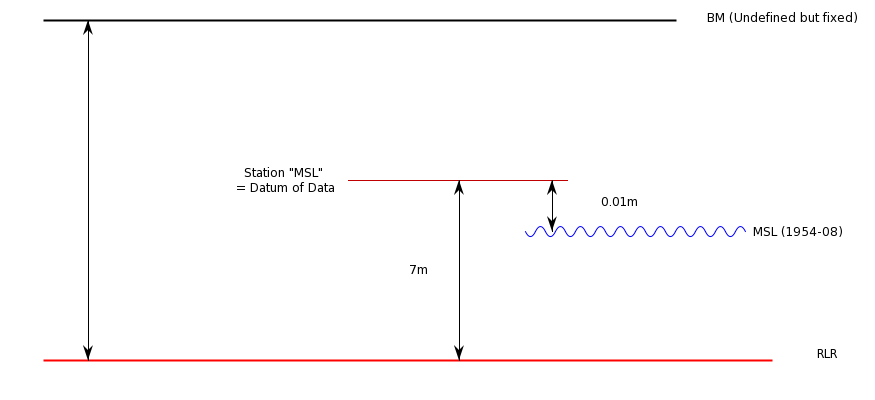 BM (Undefined but fixed)
Station "MSL"
= Datum of Data
0.01m
MSL (1954-08)
7m
RLR